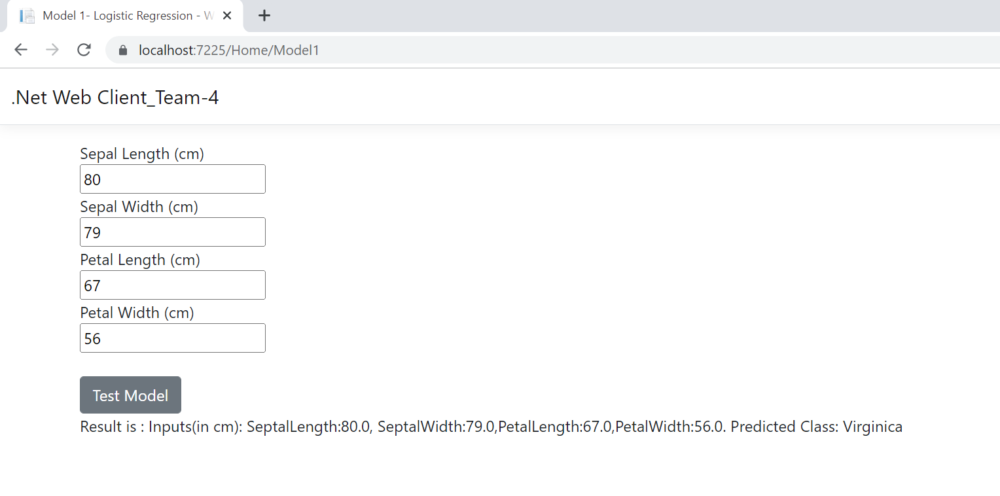 Model 1- Logistic Regression - W
localhost:7225/Home/Model1
.Net Web Client_Team-4
Sepal Length (cm)
80
Sepal Width (cm)
79
Petal Length (cm)
67
Petal Width (cm)
56
Test Model
Result is : Inputs(in cm): SeptalLength:80.0, SeptalWidth:79.0,PetalLength:67.0,PetalWidth:56.0. Predicted Class: Virginica